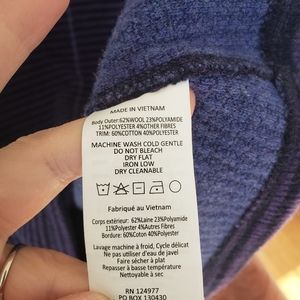 MADE IN VIETNAM
Body Outer:62%WOOL 23%POLYAMIDE
11%POLYESTER 4%OTHER FIBRES
TRIM: 60%COTTON 40%POLYESTER
MACHINE WASH COLD GENTLE
DO NOT BLEACH
DRY FLAT
IRON LOW
DRY CLEANABLE
Fabriqué au Vietnam
Corps extérieur: 62%Laine 23%Polyamide
11%Polyester 4%Autres Fibres
Bordure: 60%Coton 40%Polyester
Lavage machine à froid, Cycle délicat
Ne pas utiliser d'eau de javel
Faire sécher à plat
Repasser à basse température
Nettoyable à sec
RN 124977
PO BOX 130430